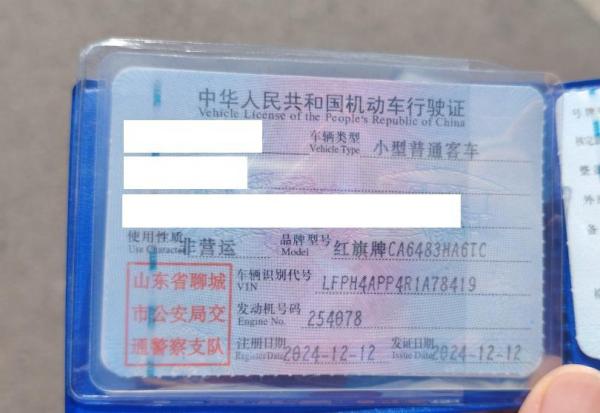 中华人民共和国机动车行驶证
Vehicle License of the People's Republic of China
车辆类型 小型普通客车
Vehicle Type
使用性质 非营运 品牌型号 红旗牌CA6483HA6TC
Use Character Model
山东省聊城 车辆识别代号 LFPH4APP4R1A78419
VIN
市公安局交 发动机号码 254078
Engine No.
通警察支队 注册日期 2024-12-12 发证日期 2024-12-12
Register Date Issue Date
号牌
备